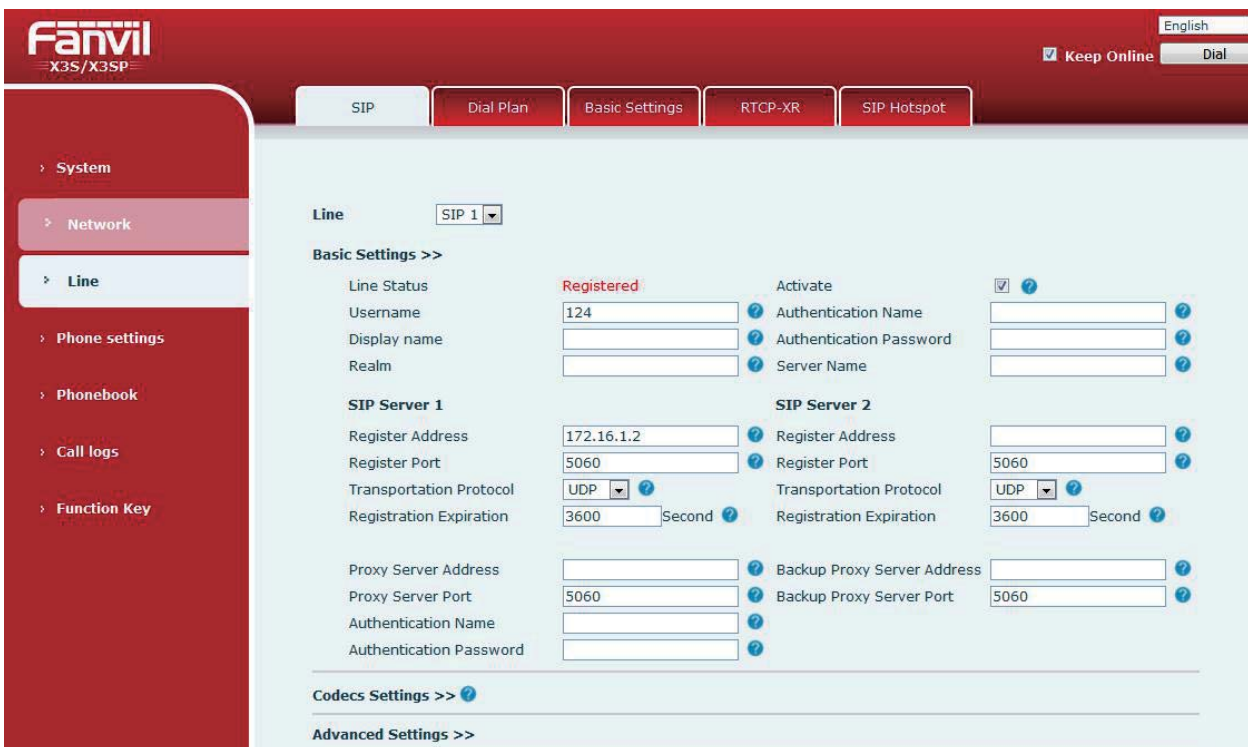 Fanvil
X3S/X3SP
English
Keep Online Dial
SIP Dial Plan Basic Settings RTCP-XR SIP Hotspot
› System
› Network
› Line
› Phone settings
› Phonebook
› Call logs
› Function Key
Line SIP 1
Basic Settings >>
Line Status Registered Activate
Username 124 Authentication Name
Display name Authentication Password
Realm Server Name
SIP Server 1 SIP Server 2
Register Address 172.16.1.2 Register Address
Register Port 5060 Register Port 5060
Transportation Protocol UDP Transportation Protocol UDP
Registration Expiration 3600 Second Registration Expiration 3600 Second
Proxy Server Address Backup Proxy Server Address
Proxy Server Port 5060 Backup Proxy Server Port 5060
Authentication Name
Authentication Password
Codecs Settings >>
Advanced Settings >>